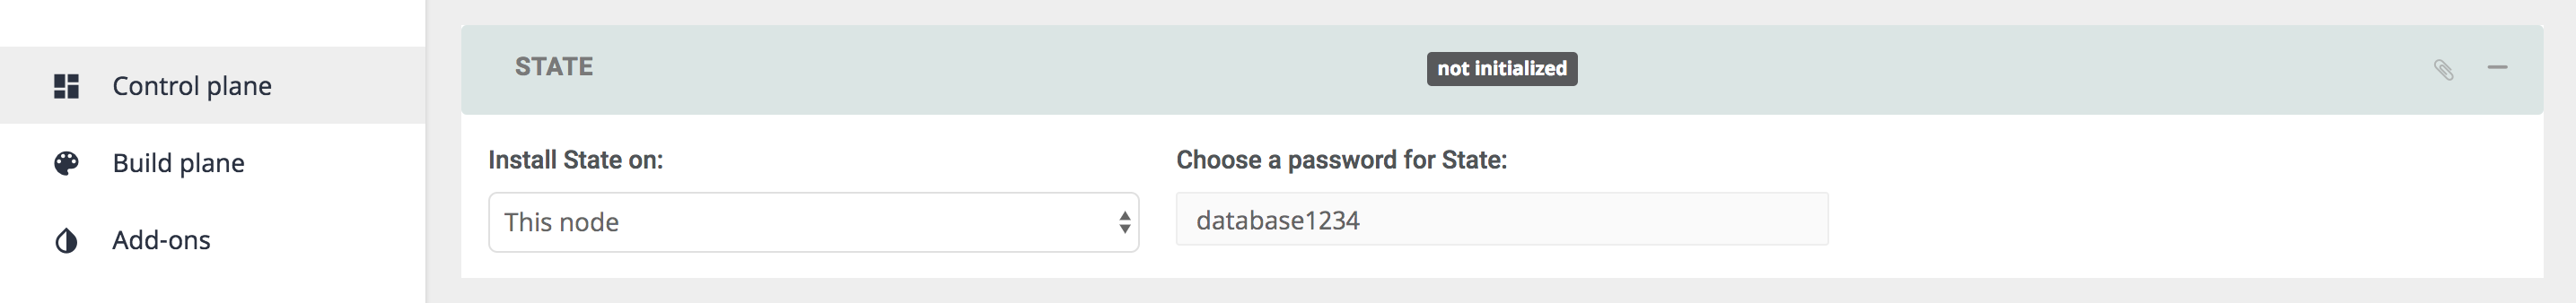 Control plane
Build plane
Add-ons
STATE
not initialized
Install State on:
This node
Choose a password for State:
database1234